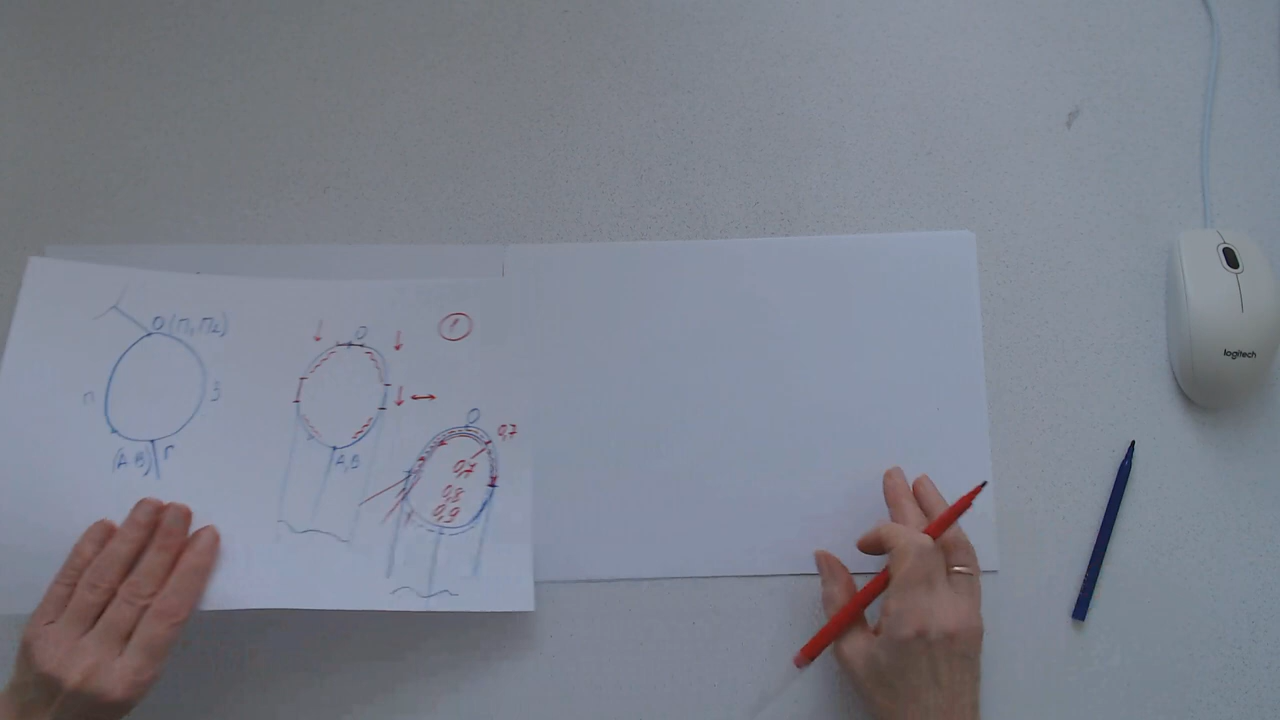 О (П₁, П₂)
П
З
(А В) Г
О
А,В
1
О
0,7
0,7
0,8
0,9
logitech